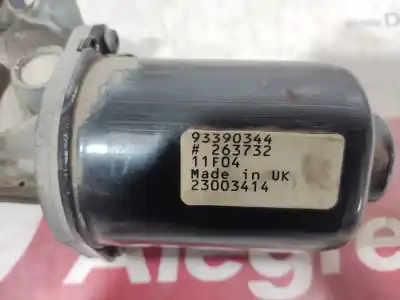 93390344
# 263732
11F04
Made in UK
23003414
Alegre